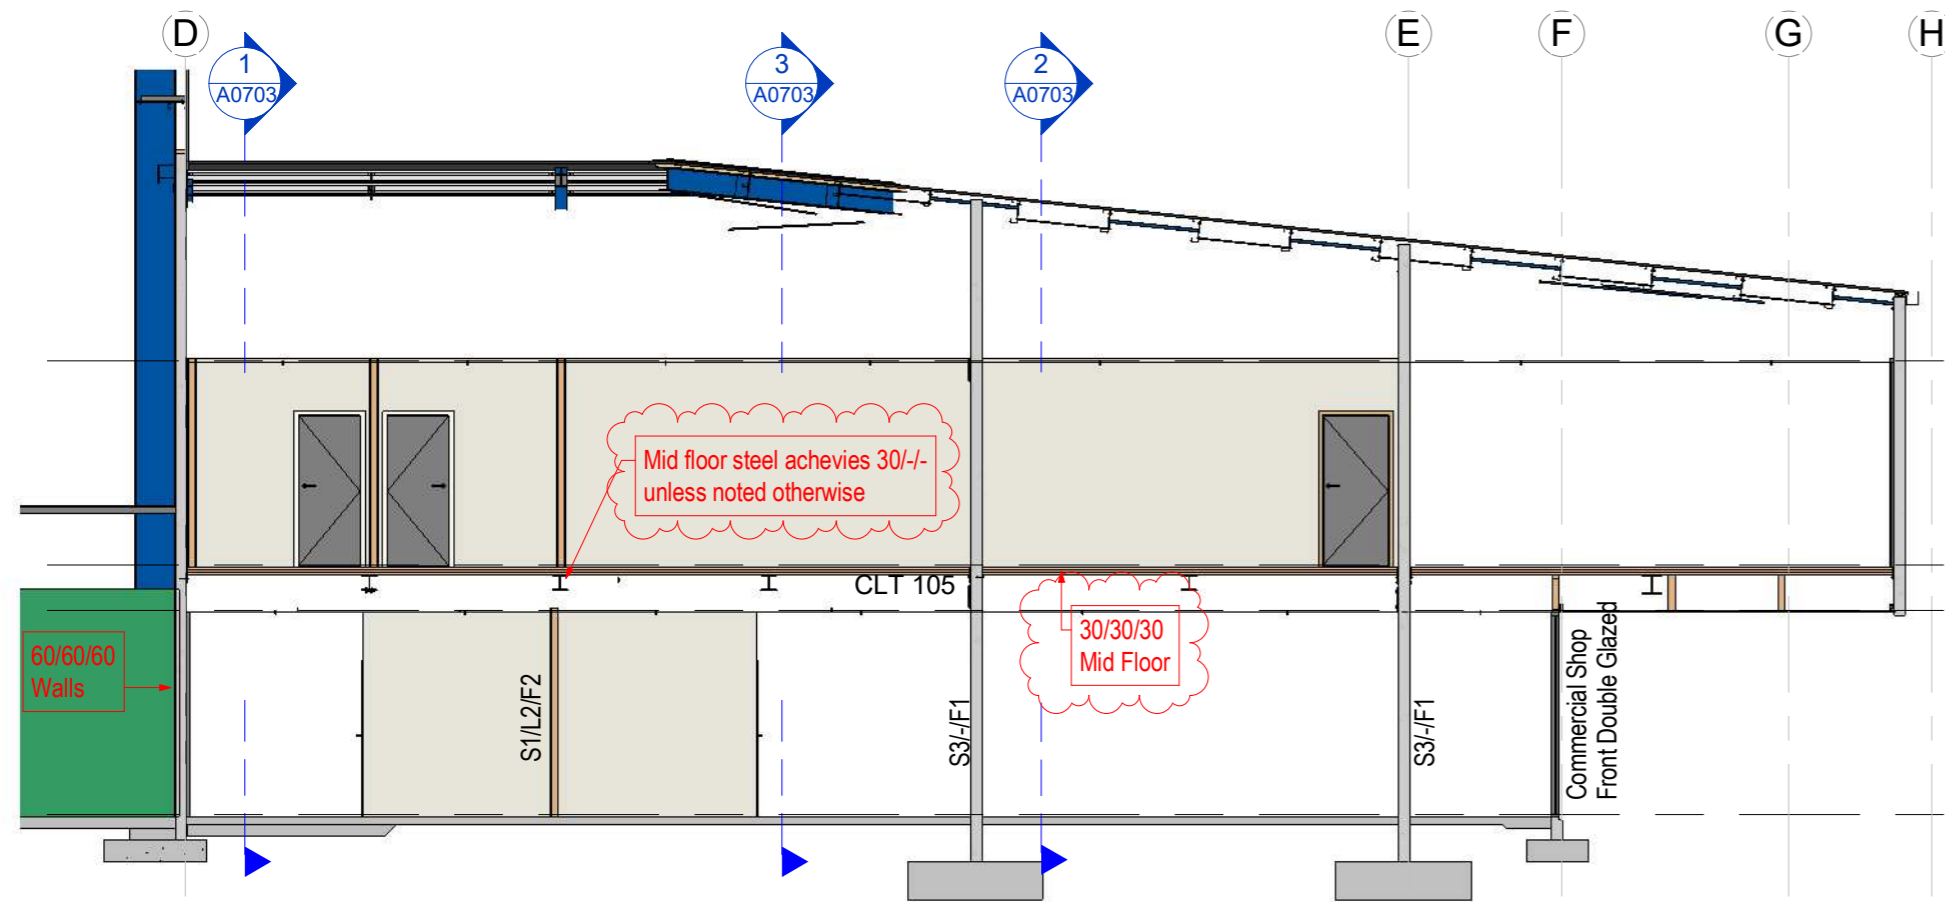 D
E
F
G
H
1
A0703
3
A0703
2
A0703
Mid floor steel achevies 30/-/-
unless noted otherwise
CLT 105
30/30/30
Mid Floor
60/60/60
Walls
S1/L2/F2
S3/-/F1
S3/-/F1
Commercial Shop
Front Double Glazed